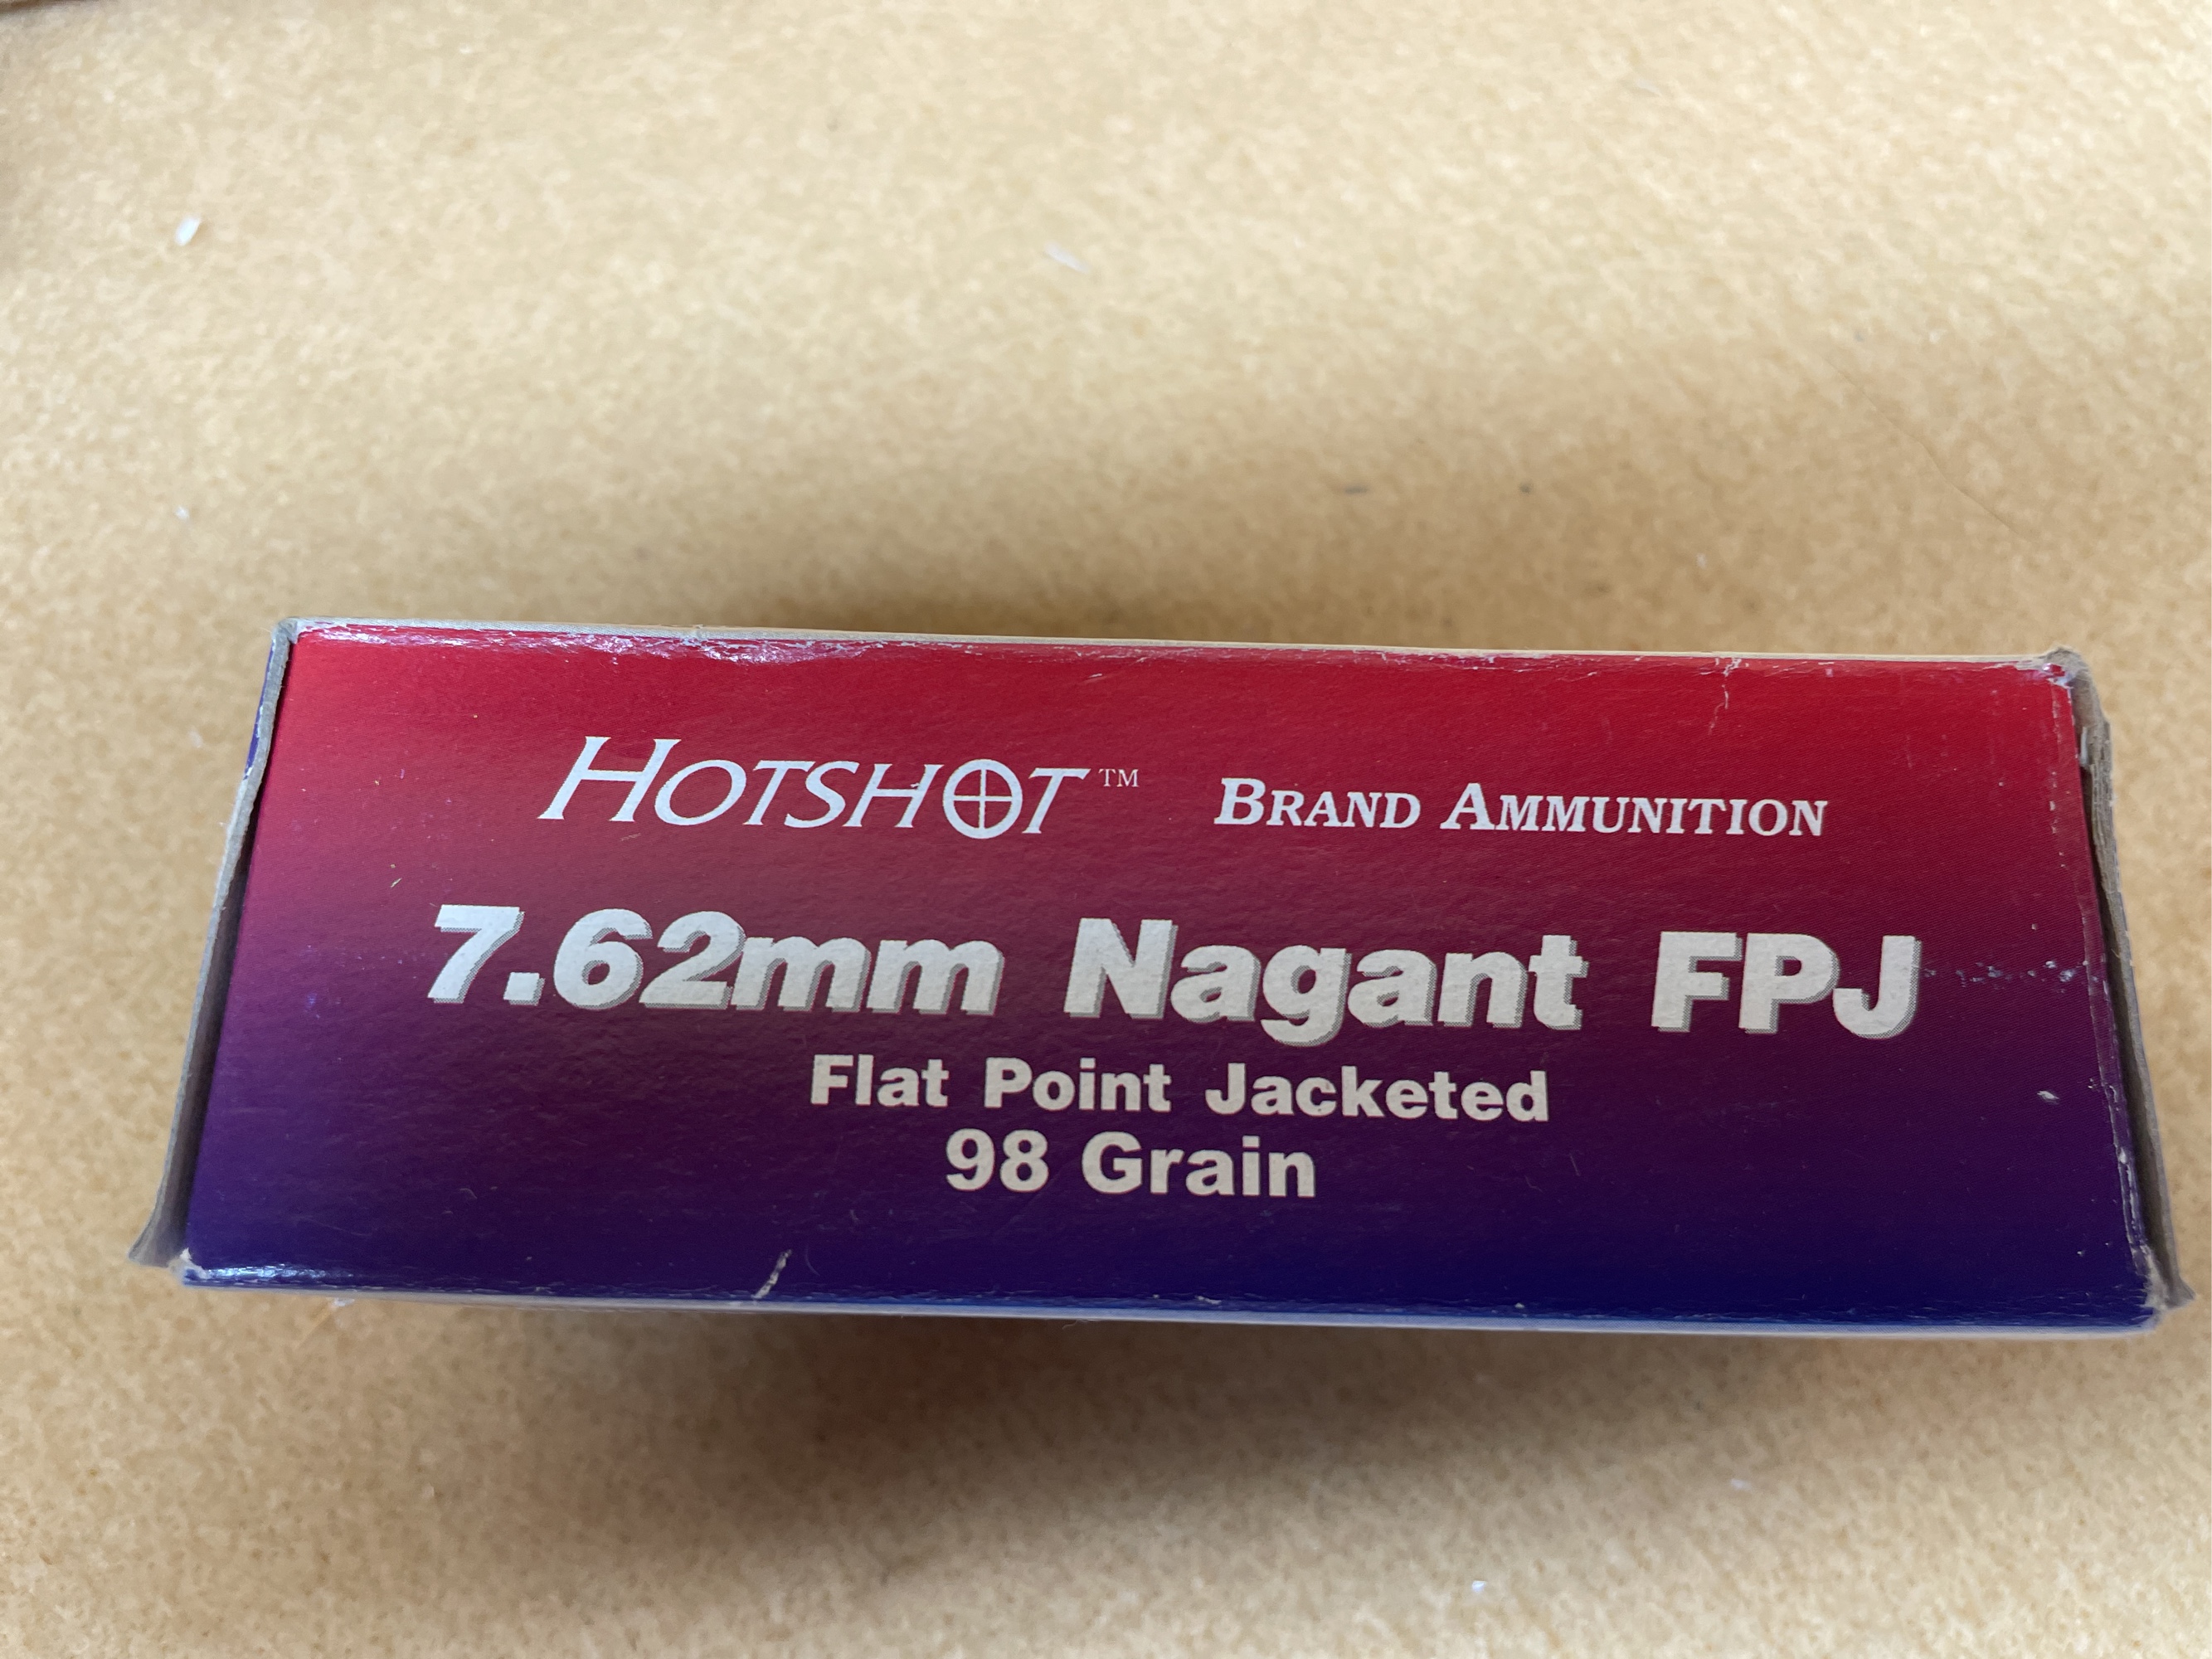 HOTSHOT™ BRAND AMMUNITION
7.62mm Nagant FPJ
Flat Point Jacketed
98 Grain